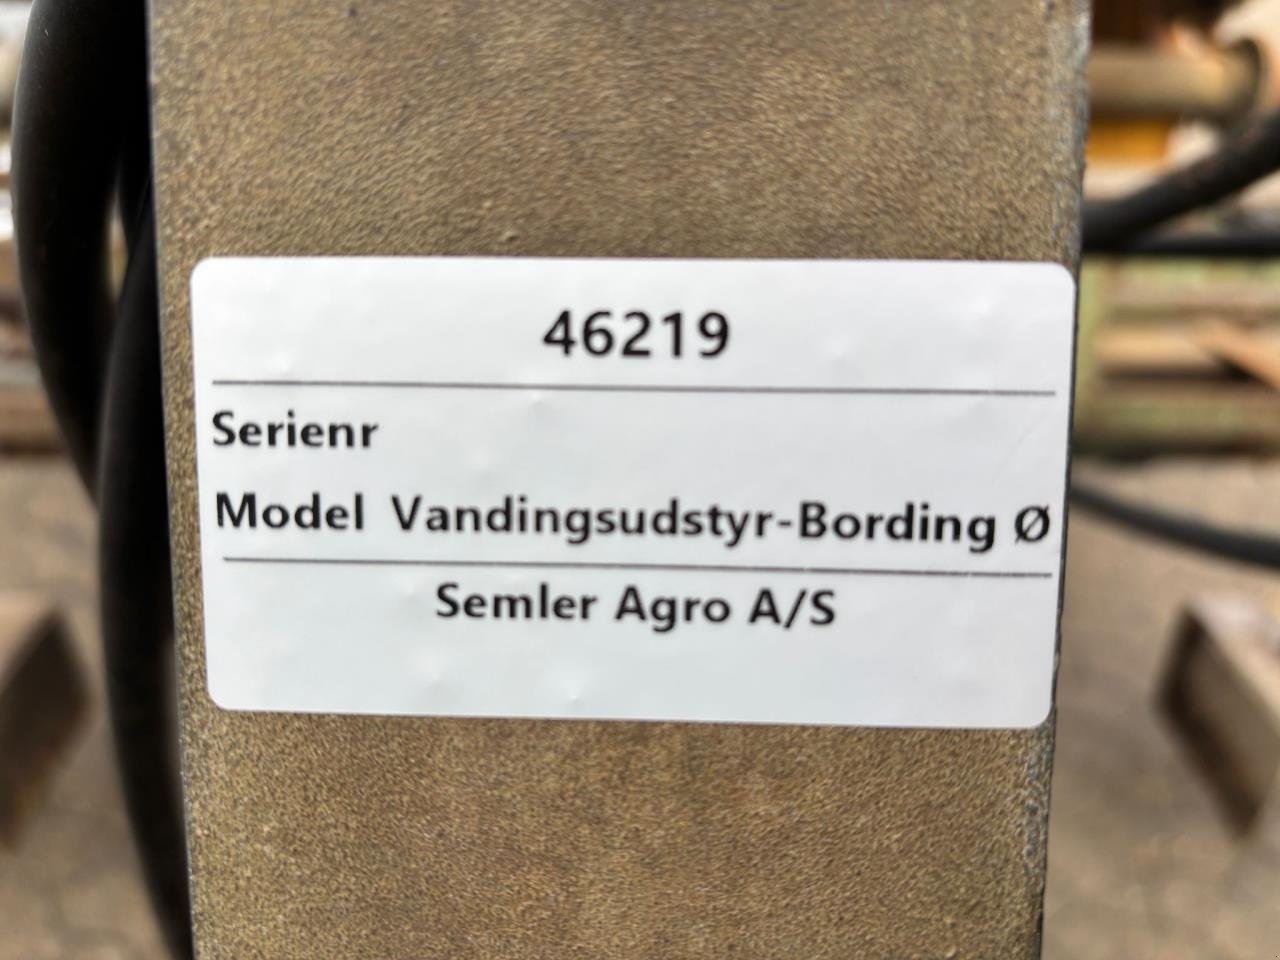 46219
Serienr
Model Vandingsudstyr-Bording Ø
Semler Agro A/S